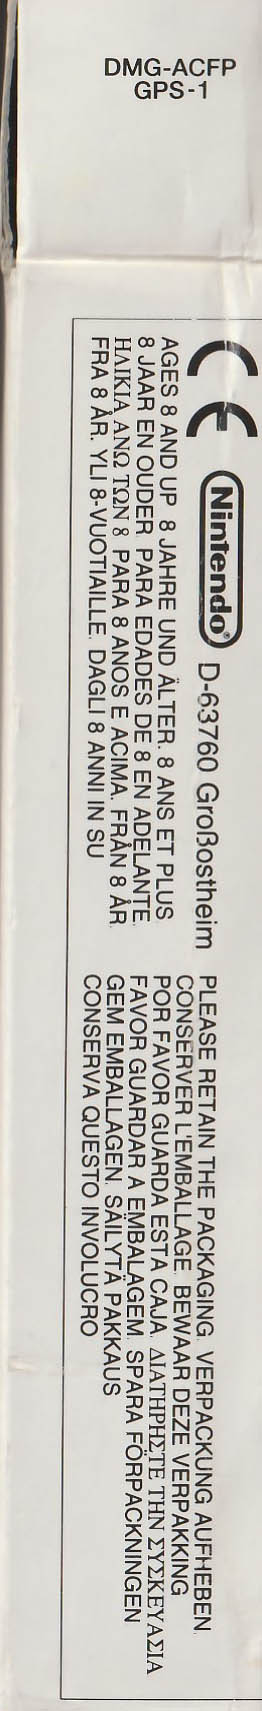 DMG-ACFP
GPS-1
CE Nintendo® D-63760 Großostheim
AGES 8 AND UP. 8 JAHRE UND ÄLTER. 8 ANS ET PLUS
8 JAAR EN OUDER. PARA EDADES DE 8 EN ADELANTE.
ΗΛΙΚΙΑ ΑΝΩ ΤΩΝ 8. PARA 8 ANOS E ACIMA. FRÅN 8 ÅR.
FRA 8 ÅR. YLI 8-VUOTIAILLE. DAGLI 8 ANNI IN SU
PLEASE RETAIN THE PACKAGING. VERPACKUNG AUFHEBEN.
CONSERVER L'EMBALLAGE. BEWAAR DEZE VERPAKKING
POR FAVOR GUARDA ESTA CAJA. ΔΙΑΤΗΡΗΣΤΕ ΤΗΝ ΣΥΣΚΕΥΑΣΙΑ
FAVOR GUARDAR A EMBALAGEM. SPARA FÖRPACKNINGEN
GEM EMBALLAGEN. SÄILYTÄ PAKKAUS
CONSERVA QUESTO INVOLUCRO